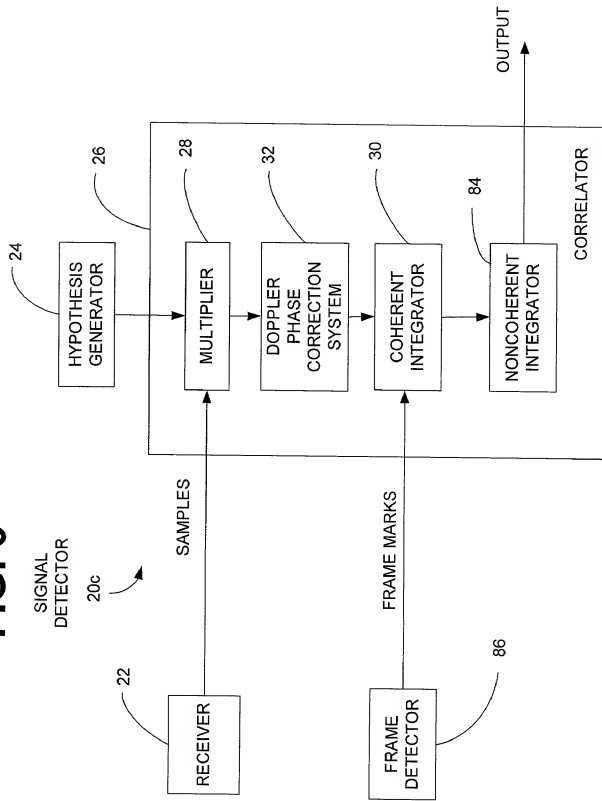 SIGNAL
DETECTOR
20c
22
RECEIVER
SAMPLES
24
HYPOTHESIS
GENERATOR
26
MULTIPLIER
28
DOPPLER
PHASE
CORRECTION
SYSTEM
32
COHERENT
INTEGRATOR
30
NONCOHERENT
INTEGRATOR
84
CORRELATOR
OUTPUT
FRAME MARKS
FRAME
DETECTOR
86